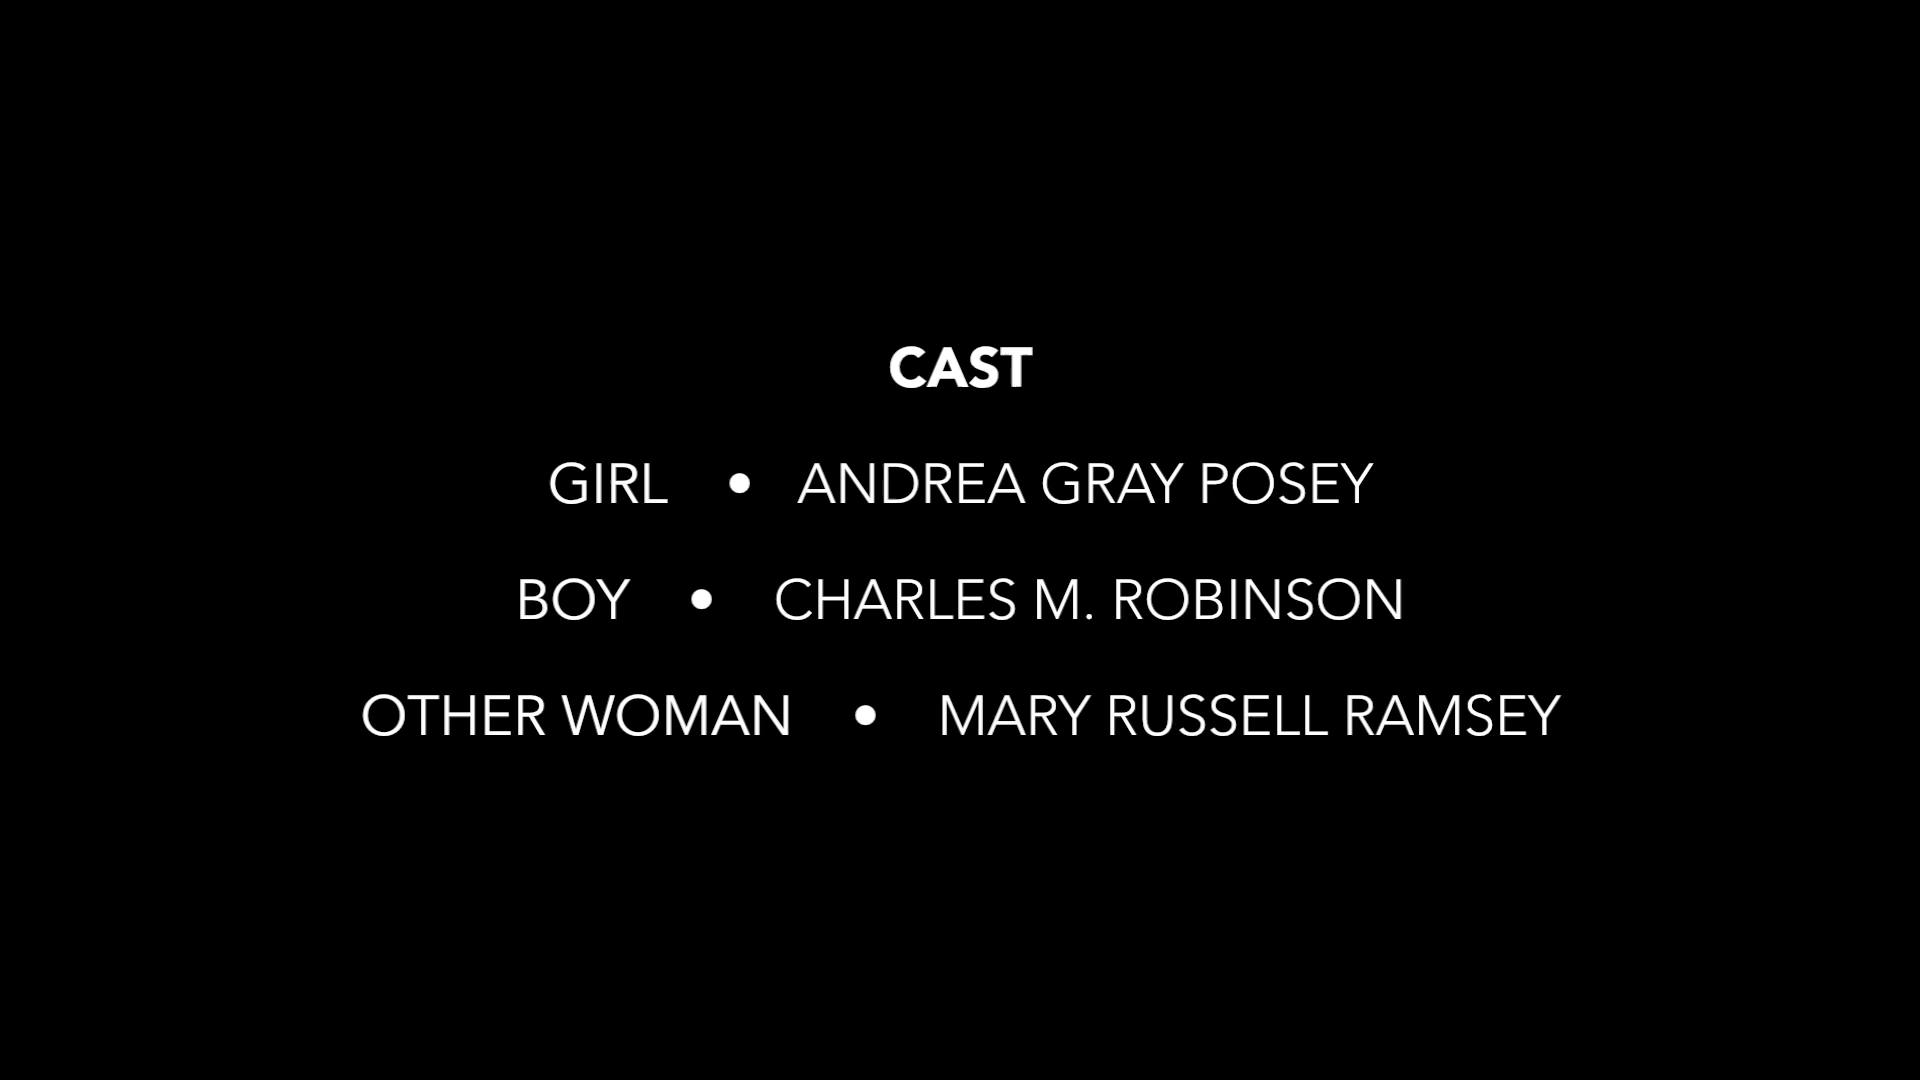 CAST
GIRL • ANDREA GRAY POSEY
BOY • CHARLES M. ROBINSON
OTHER WOMAN • MARY RUSSELL RAMSEY